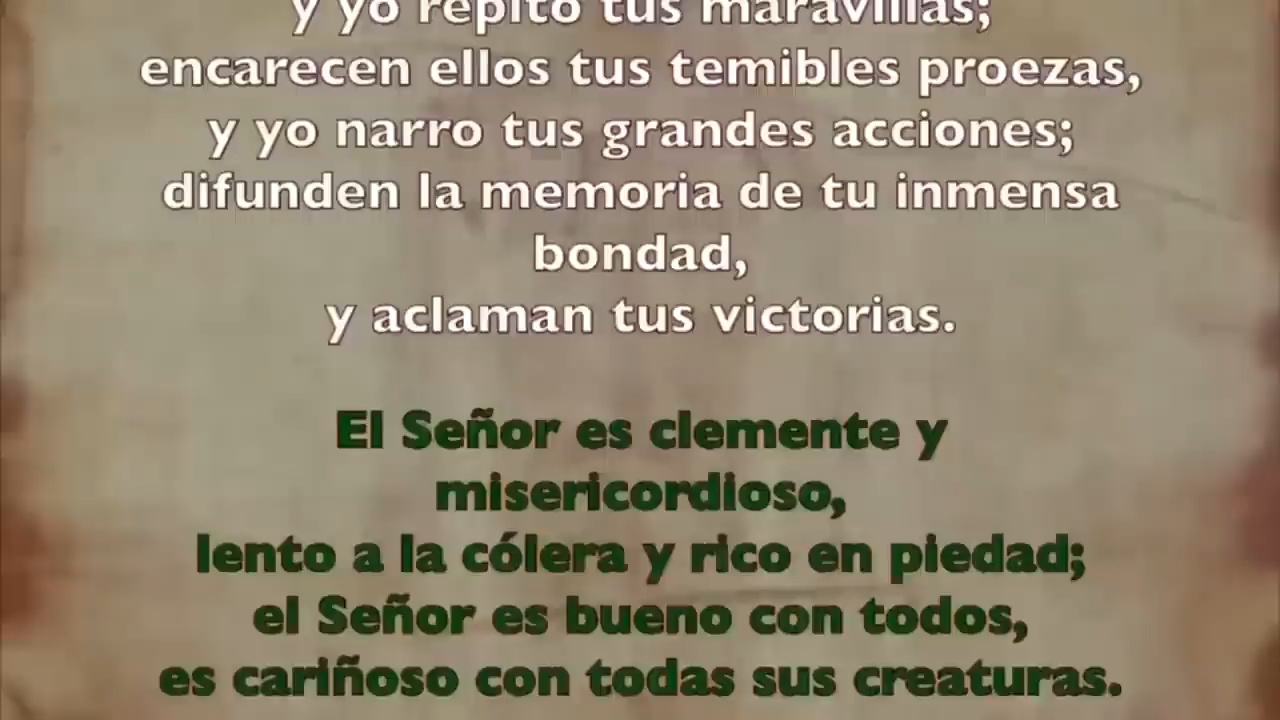 y yo repito tus maravillas;
encarecen ellos tus temibles proezas,
y yo narro tus grandes acciones;
difunden la memoria de tu inmensa
bondad,
y aclaman tus victorias.
El Señor es clemente y
misericordioso,
lento a la cólera y rico en piedad;
el Señor es bueno con todos,
es cariñoso con todas sus creaturas.